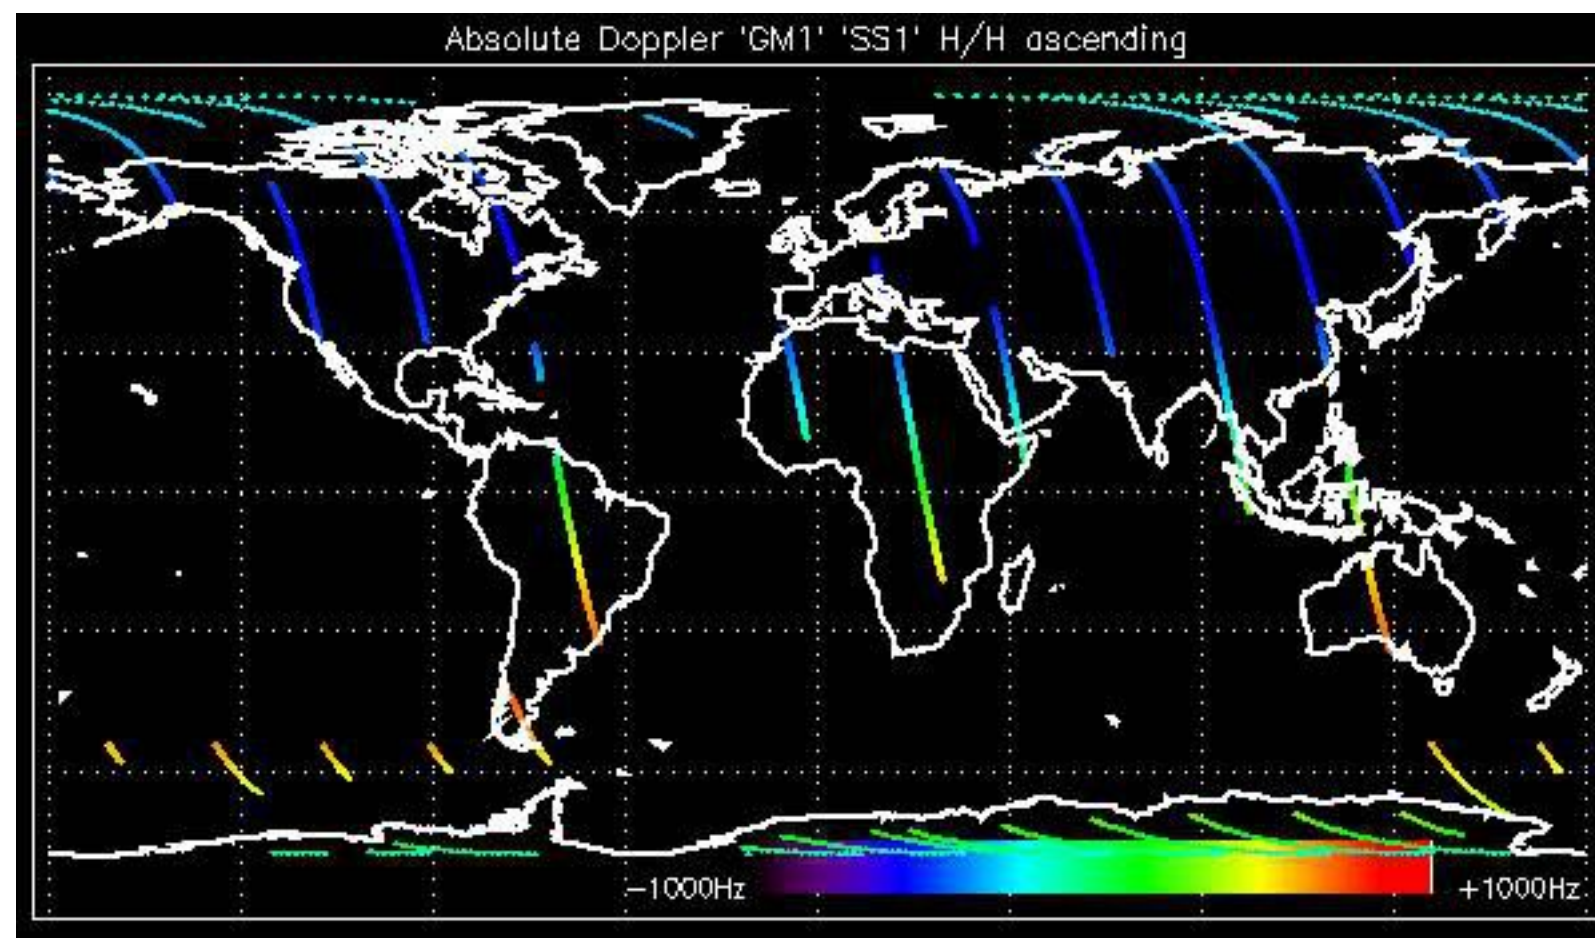 Absolute Doppler 'GM1' 'SS1' H/H ascending
−1000Hz
+1000Hz